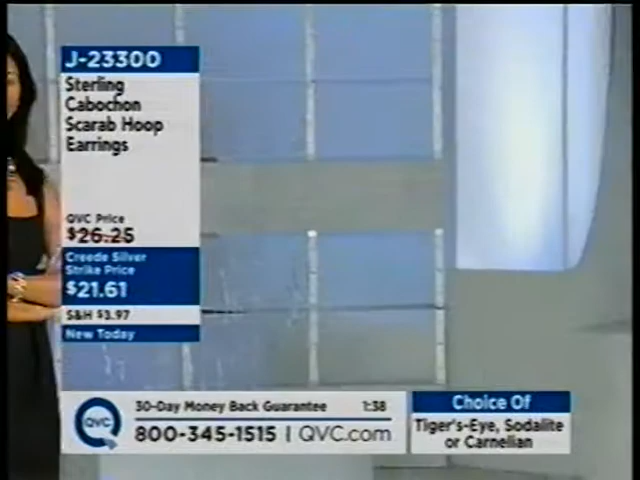 J-23300
Sterling
Cabochon
Scarab Hoop
Earrings
QVC Price
$26.25
Creede Silver
Strike Price
$21.61
S&H $3.97
New Today
30-Day Money Back Guarantee 1:38
QVC
800-345-1515 | QVC.com
Choice Of
Tiger's-Eye, Sodalite
or Carnelian